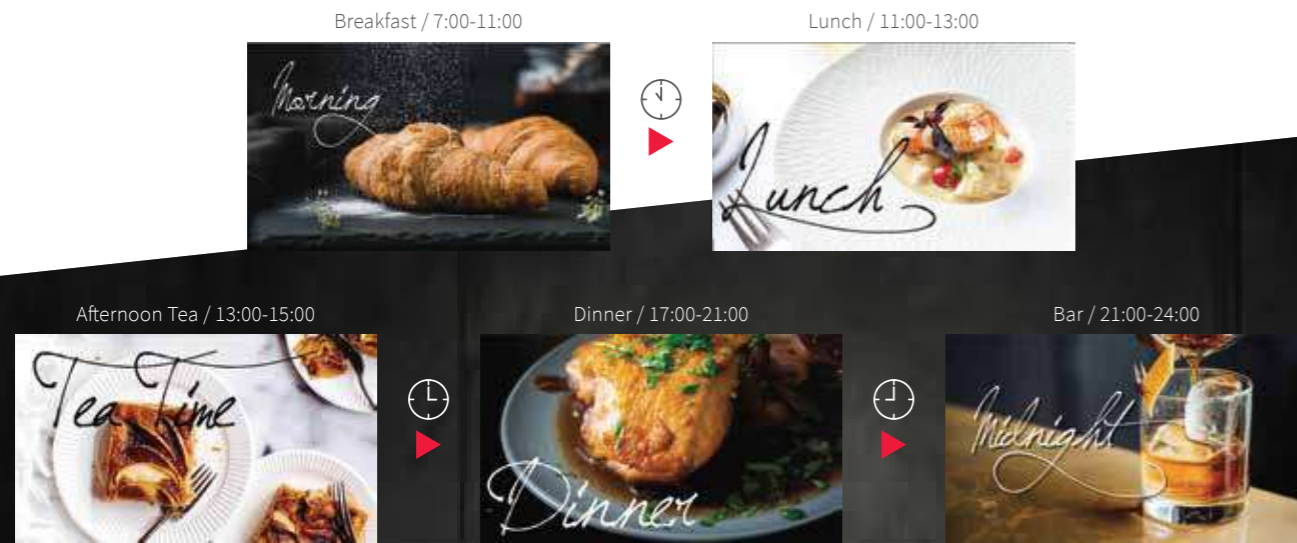 Breakfast / 7:00-11:00
Lunch / 11:00-13:00
Morning
Lunch
Afternoon Tea / 13:00-15:00
Dinner / 17:00-21:00
Bar / 21:00-24:00
Tea Time
Dinner
Midnight